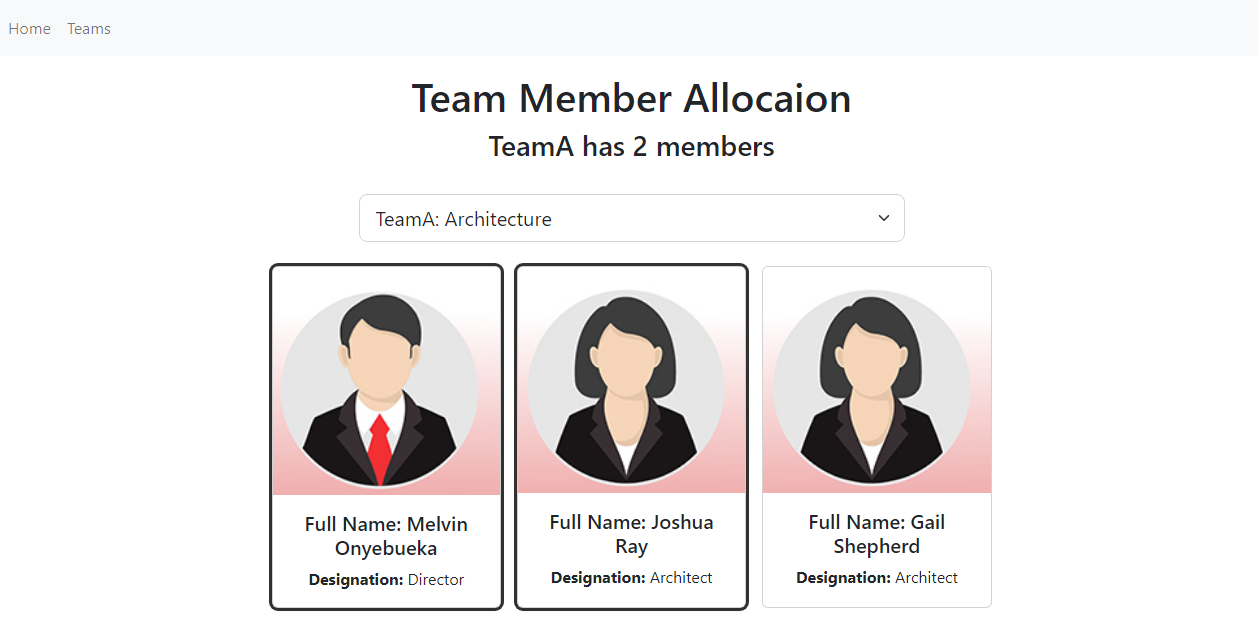 Home Teams
Team Member Allocaion
TeamA has 2 members
TeamA: Architecture
Full Name: Melvin
Onyebueka
Designation: Director
Full Name: Joshua
Ray
Designation: Architect
Full Name: Gail
Shepherd
Designation: Architect